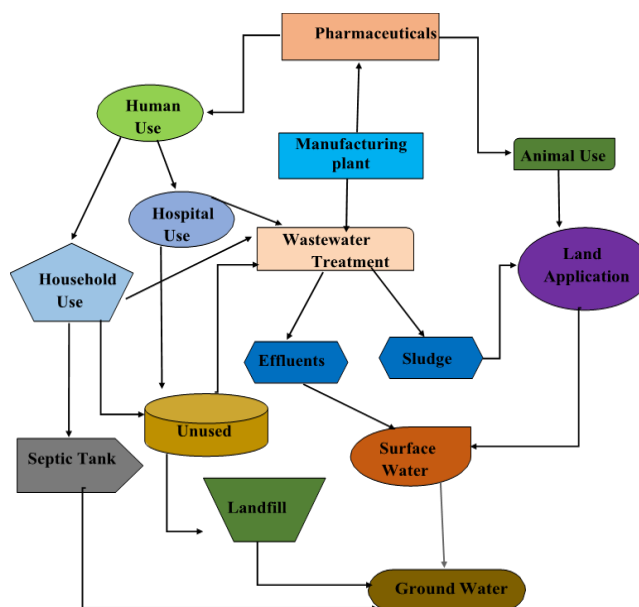 Pharmaceuticals
Human
Use
Manufacturing
plant
Animal Use
Hospital
Use
Wastewater
Treatment
Land
Application
Household
Use
Effluents
Sludge
Unused
Septic Tank
Surface
Water
Landfill
Ground Water